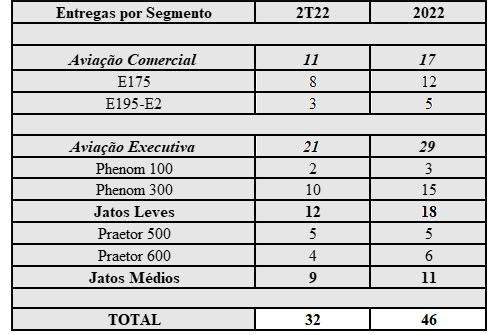 Entregas por Segmento 2T22 2022
Aviação Comercial 11 17
E175 8 12
E195-E2 3 5
Aviação Executiva 21 29
Phenom 100 2 3
Phenom 300 10 15
Jatos Leves 12 18
Praetor 500 5 5
Praetor 600 4 6
Jatos Médios 9 11
TOTAL 32 46